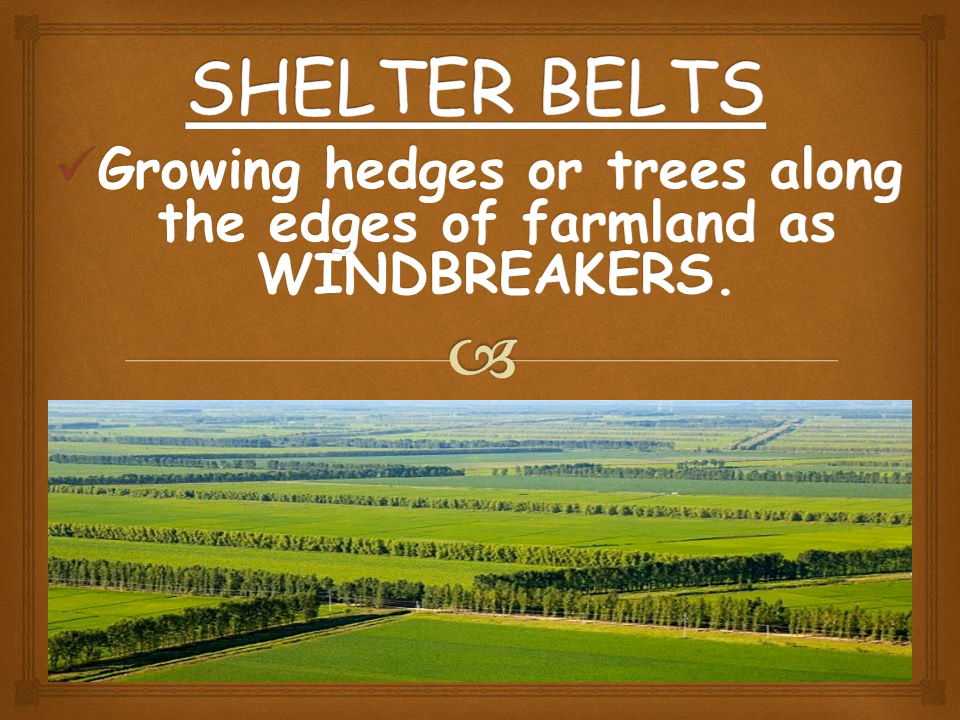 SHELTER BELTS
✓ Growing hedges or trees along
the edges of farmland as
WINDBREAKERS.